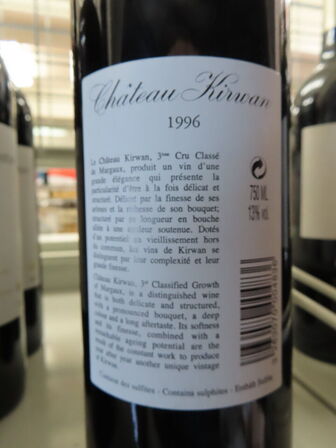 Château Kirwan
1996
Le Château Kirwan, 3ème Cru Classé
de Margaux, produit un vin d'une
grande élégance qui présente la
particularité d'être à la fois délicat et
structuré. Délicat par la finesse de ses
arômes et la richesse de son bouquet;
structuré par sa longueur en bouche
alliée à une couleur soutenue. Dotés
d'un potentiel de vieillissement hors
du commun, les vins de Kirwan se
distinguent par leur complexité et leur
grande finesse.
Château Kirwan, 3rd Classified Growth
of Margaux, is a distinguished wine
that is both delicate and structured,
with a pronounced bouquet, a deep
colour and a long aftertaste. Its softness
and its finesse, combined with a
remarkable ageing potential are the
result of the constant work to produce
year after year another unique vintage
of Kirwan.
750 ML
13% vol.
Contient des sulfites - Contains sulphites - Enthält Sulfite